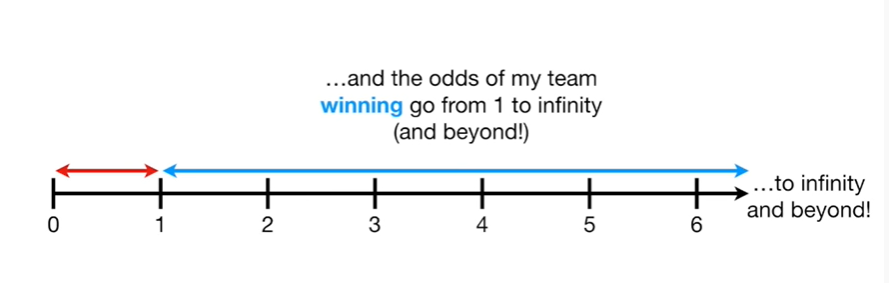 ...and the odds of my team
winning go from 1 to infinity
(and beyond!)
...to infinity
and beyond!
0 1 2 3 4 5 6